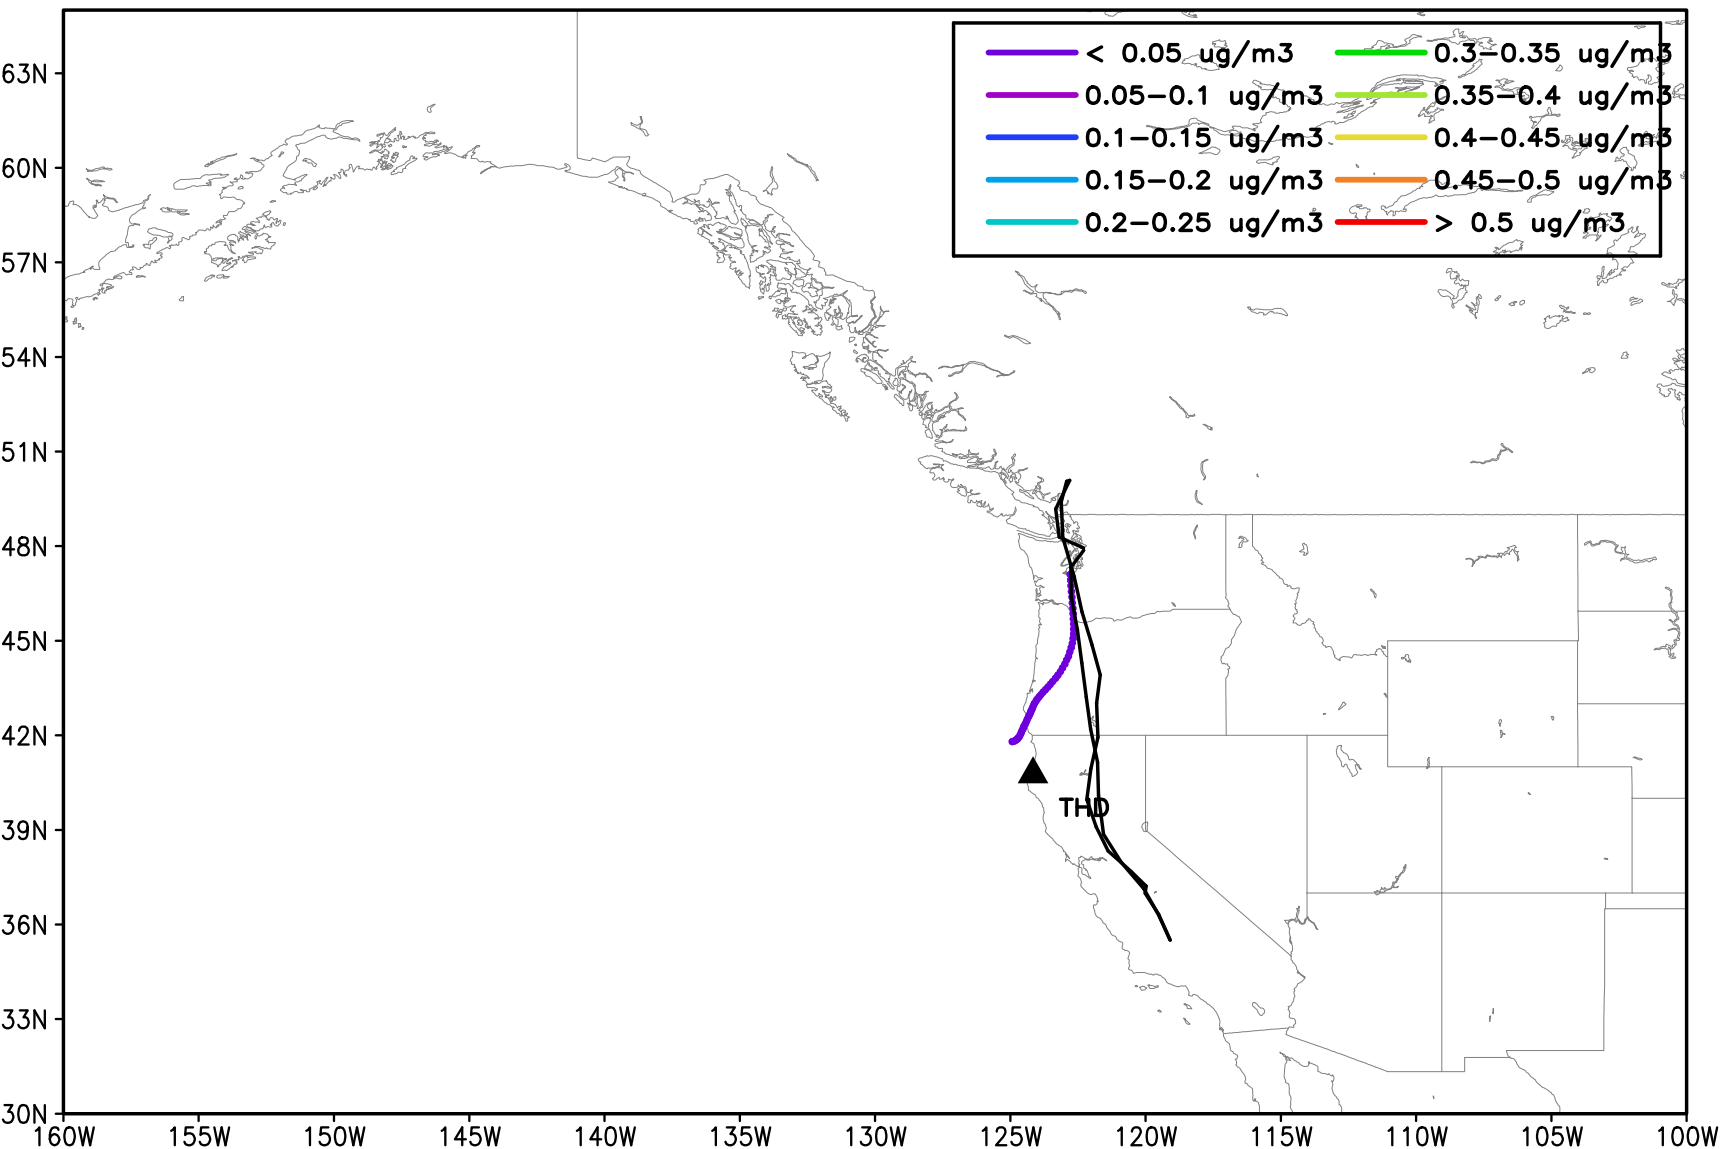 < 0.05 ug/m3 0.3-0.35 ug/m3
0.05-0.1 ug/m3 0.35-0.4 ug/m3
0.1-0.15 ug/m3 0.4-0.45 ug/m3
0.15-0.2 ug/m3 0.45-0.5 ug/m3
0.2-0.25 ug/m3 > 0.5 ug/m3
63N
60N
57N
54N
51N
48N
45N
42N
39N
36N
33N
30N
THD
160W 155W 150W 145W 140W 135W 130W 125W 120W 115W 110W 105W 100W